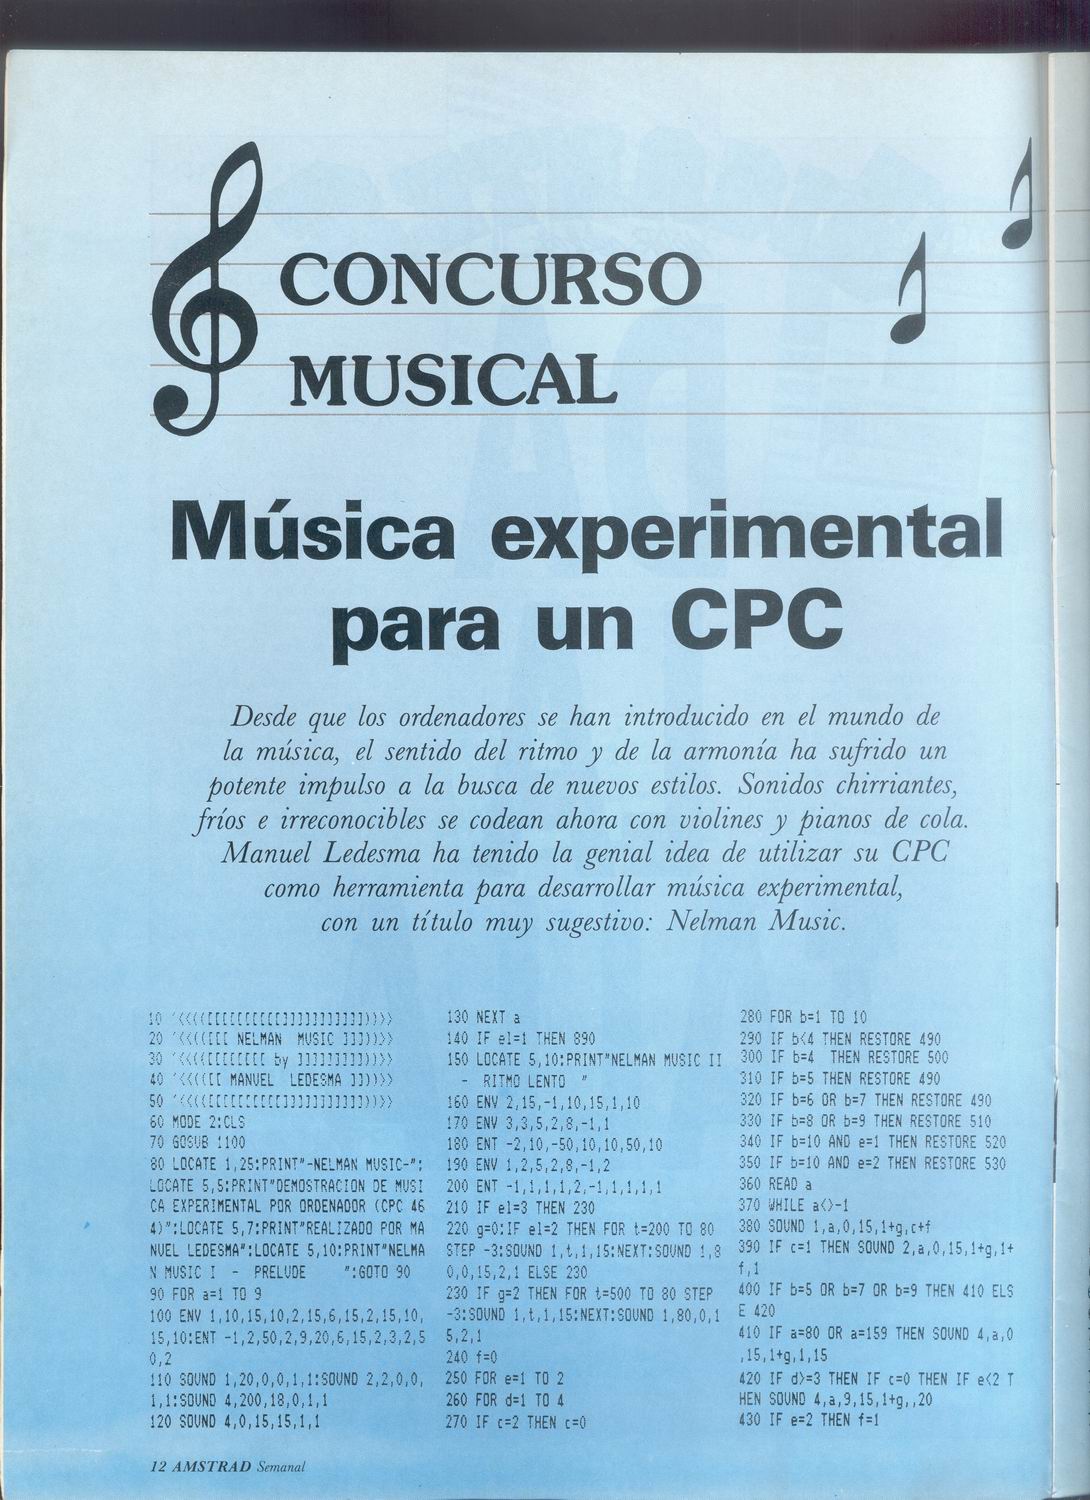 CONCURSO
MUSICAL
Música experimental
para un CPC
Desde que los ordenadores se han introducido en el mundo de
la música, el sentido del ritmo y de la armonía ha sufrido un
potente impulso a la busca de nuevos estilos. Sonidos chirriantes,
fríos e irreconocibles se codean ahora con violines y pianos de cola.
Manuel Ledesma ha tenido la genial idea de utilizar su CPC
como herramienta para desarrollar música experimental,
con un título muy sugestivo: Nelman Music.
10 '<<<([[[[[[[[[[[]]]]]]]]]]])>>>
20 '<<(([[[ NELMAN  MUSIC ]]]))>>
30 '<<(([[[[[[[[ by ]]]]]]]]))>>
40 '<<(([[ MANUEL  LEDESMA ]]))>>
50 '<<(([[[[[[[[[[[]]]]]]]]]]]))>>
60 MODE 2:CLS
70 GOSUB 1100
80 LOCATE 1,25:PRINT"-NELMAN MUSIC-":
LOCATE 5,5:PRINT"DEMOSTRACION DE MUSI
CA EXPERIMENTAL POR ORDENADOR (CPC 46
4)":LOCATE 5,7:PRINT"REALIZADO POR MA
NUEL LEDESMA":LOCATE 5,10:PRINT"NELMA
N MUSIC I  -  PRELUDE     ":GOTO 90
90 FOR a=1 TO 9
100 ENV 1,10,15,10,2,15,6,15,2,15,10,
15,10:ENT -1,2,50,2,9,20,6,15,2,3,2,5
0,2
110 SOUND 1,20,0,0,1,1:SOUND 2,2,0,0,
1,1:SOUND 4,200,18,0,1,1
120 SOUND 4,0,15,15,1,1
130 NEXT a
140 IF el=1 THEN 890
150 LOCATE 5,10:PRINT"NELMAN MUSIC II
  -  RITMO LENTO  "
160 ENV 2,15,-1,10,15,1,10
170 ENV 3,3,5,2,8,-1,1
180 ENT -2,10,-50,10,10,50,10
190 ENV 1,2,5,2,8,-1,2
200 ENT -1,1,1,1,2,-1,1,1,1,1
210 IF el=3 THEN 230
220 g=0:IF el=2 THEN FOR t=200 TO 80
STEP -3:SOUND 1,t,1,15:NEXT:SOUND 1,8
0,0,15,2,1 ELSE 230
230 IF g=2 THEN FOR t=500 TO 80 STEP
-3:SOUND 1,t,1,15:NEXT:SOUND 1,80,0,1
5,2,1
240 f=0
250 FOR e=1 TO 2
260 FOR d=1 TO 4
270 IF c=2 THEN c=0
280 FOR b=1 TO 10
290 IF b<4 THEN RESTORE 490
300 IF b=4  THEN RESTORE 500
310 IF b=5 THEN RESTORE 490
320 IF b=6 OR b=7 THEN RESTORE 490
330 IF b=8 OR b=9 THEN RESTORE 510
340 IF b=10 AND e=1 THEN RESTORE 520
350 IF b=10 AND e=2 THEN RESTORE 530
360 READ a
370 WHILE a<>-1
380 SOUND 1,a,0,15,1+g,c+f
390 IF c=1 THEN SOUND 2,a,0,15,1+g,1+
f,1
400 IF b=5 OR b=7 OR b=9 THEN 410 ELS
E 420
410 IF a=80 OR a=159 THEN SOUND 4,a,0
,15,1+g,1,15
420 IF d>=3 THEN IF c=0 THEN IF e<2 T
HEN SOUND 4,a,9,15,1+g,,20
430 IF e=2 THEN f=1
12 AMSTRAD Semanal